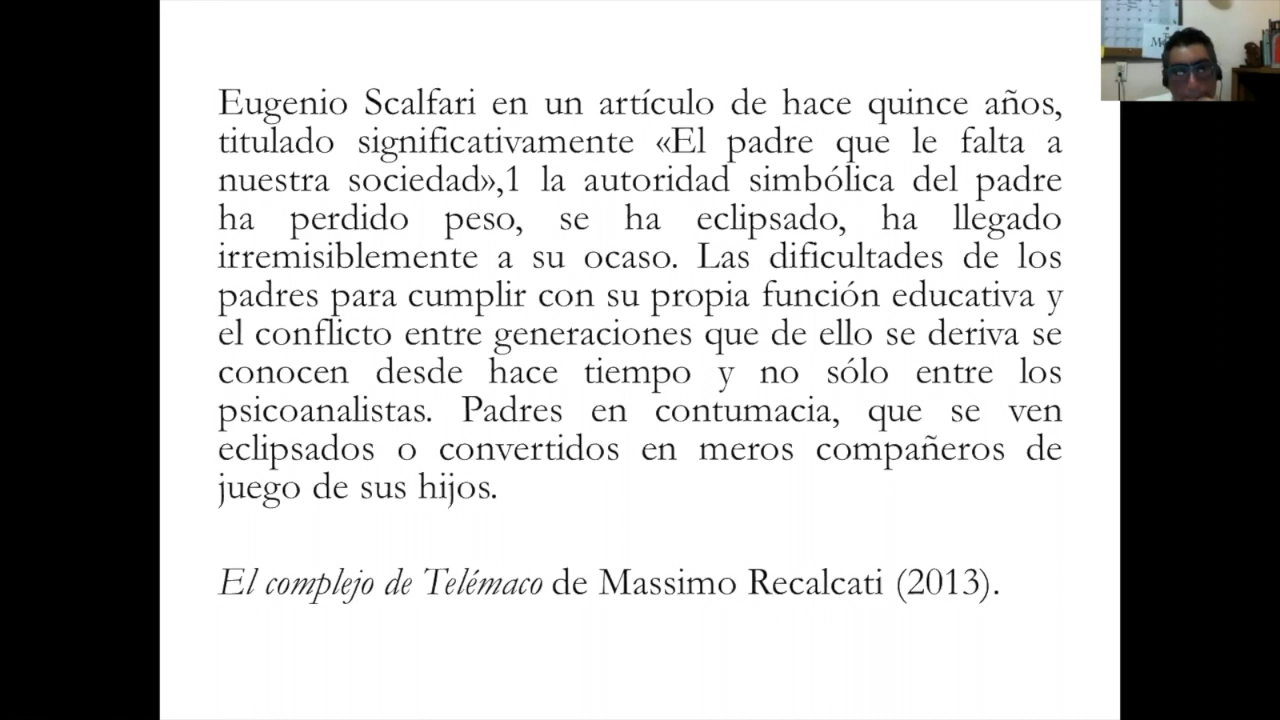 Eugenio Scalfari en un artículo de hace quince años,
titulado significativamente «El padre que le falta a
nuestra sociedad»,1 la autoridad simbólica del padre
ha perdido peso, se ha eclipsado, ha llegado
irremisiblemente a su ocaso. Las dificultades de los
padres para cumplir con su propia función educativa y
el conflicto entre generaciones que de ello se deriva se
conocen desde hace tiempo y no sólo entre los
psicoanalistas. Padres en contumacia, que se ven
eclipsados o convertidos en meros compañeros de
juego de sus hijos.
El complejo de Telémaco de Massimo Recalcati (2013).